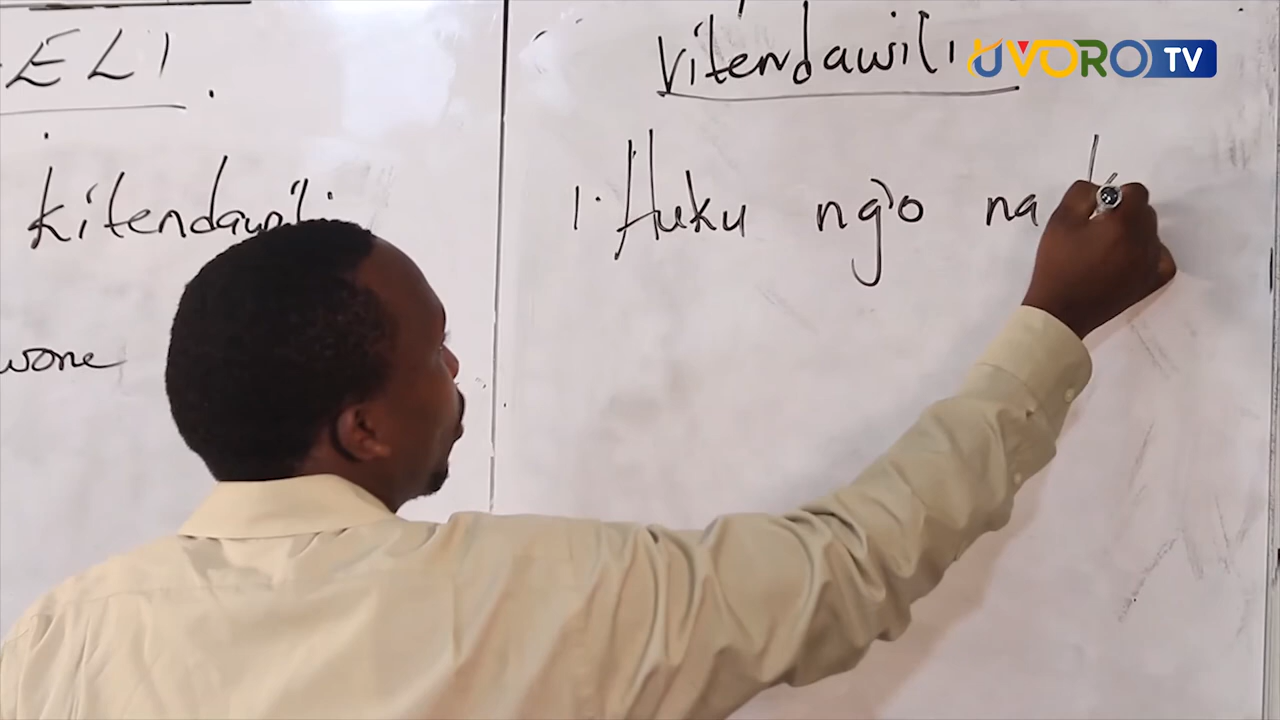 ELI
kitendawili
wone
Vitendawili
1. Huku ng'o na k
UVORO TV